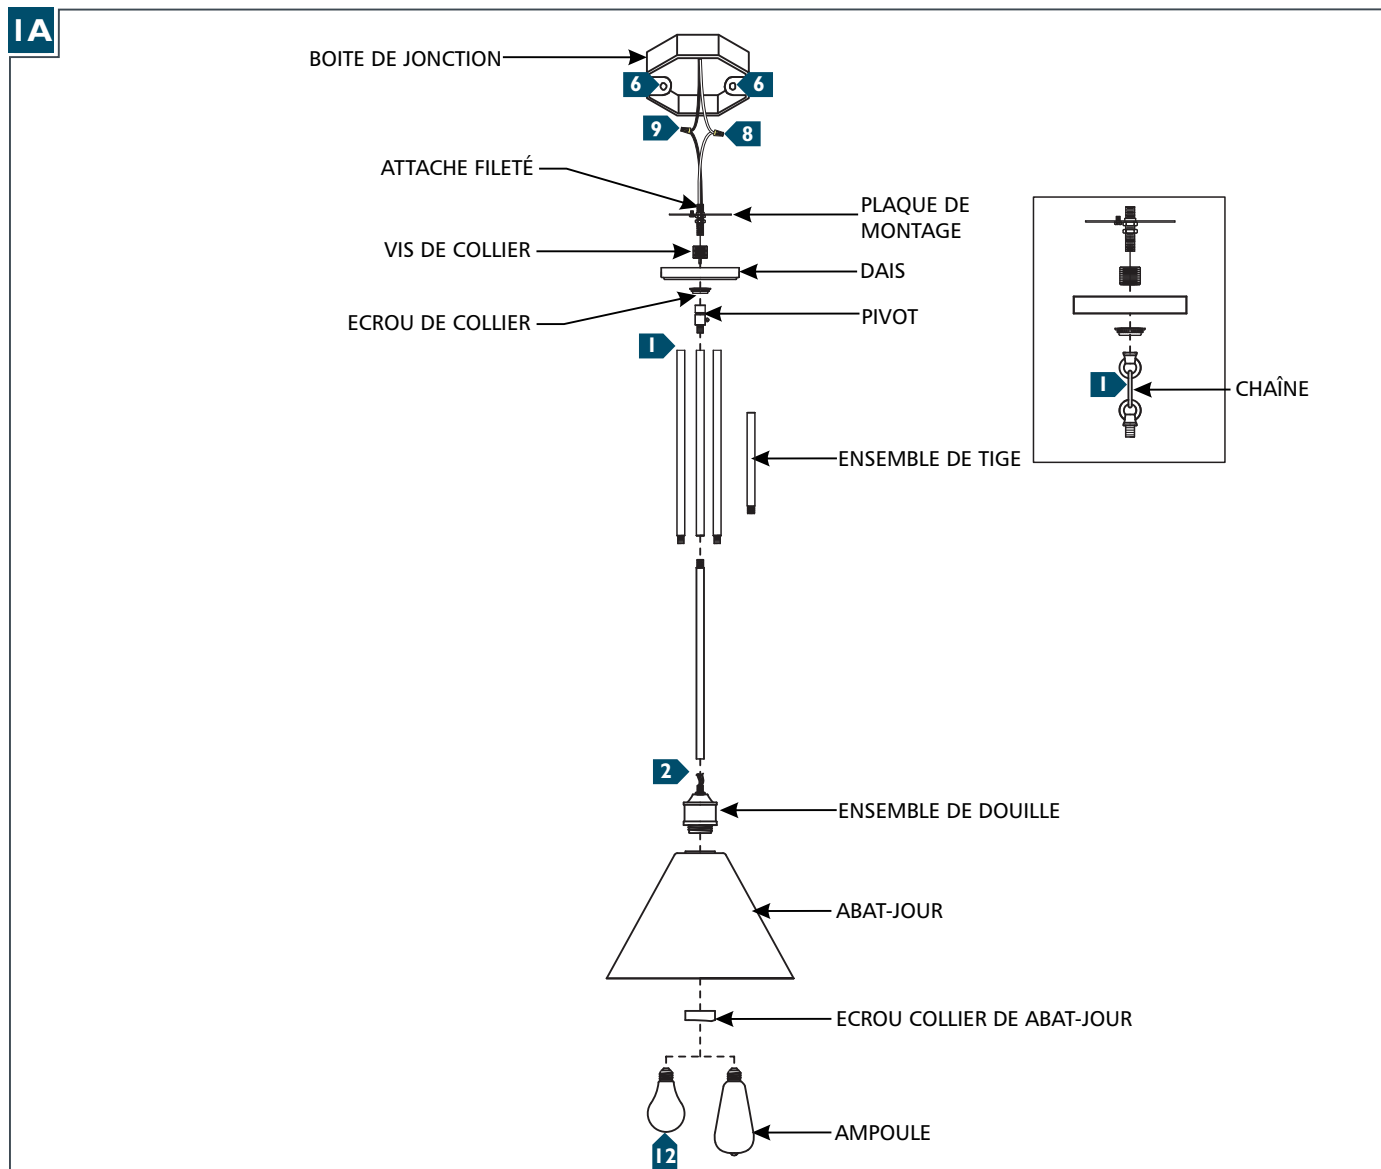 1A
BOITE DE JONCTION
6
6
9
8
ATTACHE FILETÉ
PLAQUE DE
MONTAGE
VIS DE COLLIER
DAIS
ECROU DE COLLIER
PIVOT
1
1
CHAÎNE
ENSEMBLE DE TIGE
2
ENSEMBLE DE DOUILLE
ABAT-JOUR
ECROU COLLIER DE ABAT-JOUR
AMPOULE
12